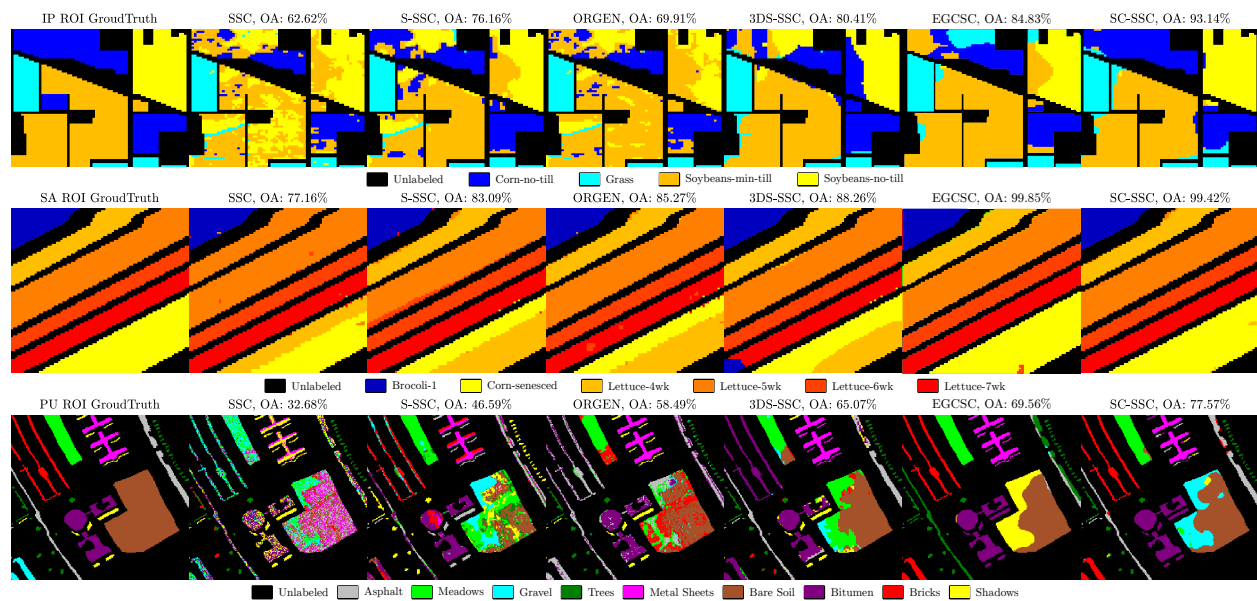 IP ROI GroudTruth SSC, OA: 62.62% S-SSC, OA: 76.16% ORGEN, OA: 69.91% 3DS-SSC, OA: 80.41% EGCSC, OA: 84.83% SC-SSC, OA: 93.14%
Unlabeled Corn-no-till Grass Soybeans-min-till Soybeans-no-till
SA ROI GroudTruth SSC, OA: 77.16% S-SSC, OA: 83.09% ORGEN, OA: 85.27% 3DS-SSC, OA: 88.26% EGCSC, OA: 99.85% SC-SSC, OA: 99.42%
Unlabeled Brocoli-1 Corn-senesced Lettuce-4wk Lettuce-5wk Lettuce-6wk Lettuce-7wk
PU ROI GroudTruth SSC, OA: 32.68% S-SSC, OA: 46.59% ORGEN, OA: 58.49% 3DS-SSC, OA: 65.07% EGCSC, OA: 69.56% SC-SSC, OA: 77.57%
Unlabeled Asphalt Meadows Gravel Trees Metal Sheets Bare Soil Bitumen Bricks Shadows